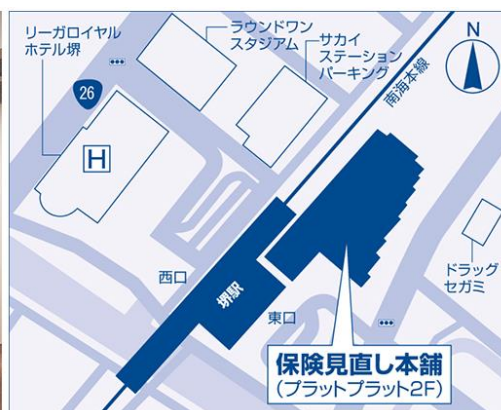 リーガロイヤル
ホテル堺
26
H
ラウンドワン
スタジアム
サカイ
ステーション
パーキング
南海本線
N
西口
堺駅
東口
ドラッグ
セガミ
保険見直し本舗
(プラットプラット2F)